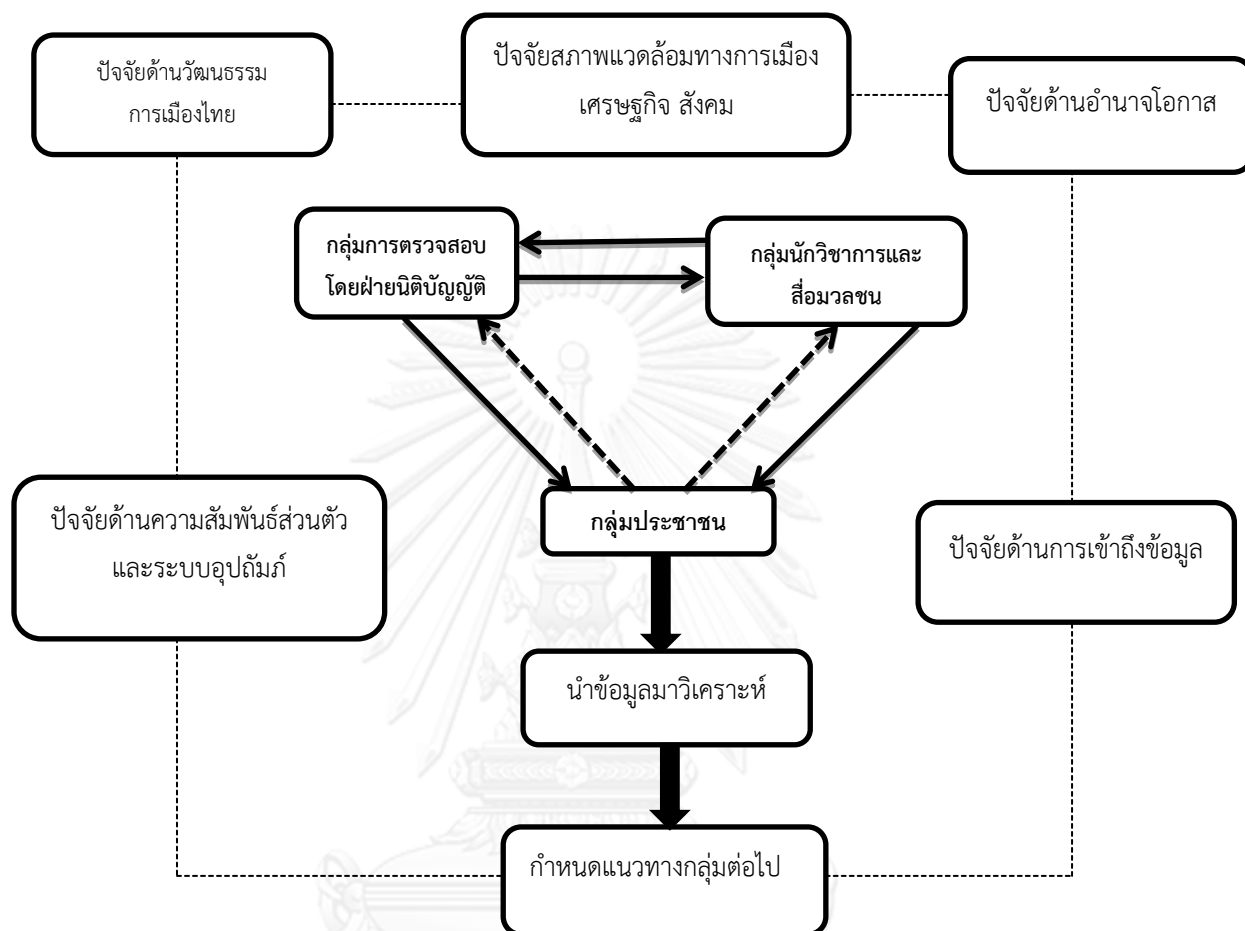 ปัจจัยด้านวัฒนธรรม
การเมืองไทย
ปัจจัยสภาพแวดล้อมทางการเมือง
เศรษฐกิจ สังคม
ปัจจัยด้านอำนาจโอกาส
กลุ่มการตรวจสอบ
โดยฝ่ายนิติบัญญัติ
กลุ่มนักวิชาการและ
สื่อมวลชน
ปัจจัยด้านความสัมพันธ์ส่วนตัว
และระบบอุปถัมภ์
กลุ่มประชาชน
ปัจจัยด้านการเข้าถึงข้อมูล
นำข้อมูลมาวิเคราะห์
กำหนดแนวทางกลุ่มต่อไป